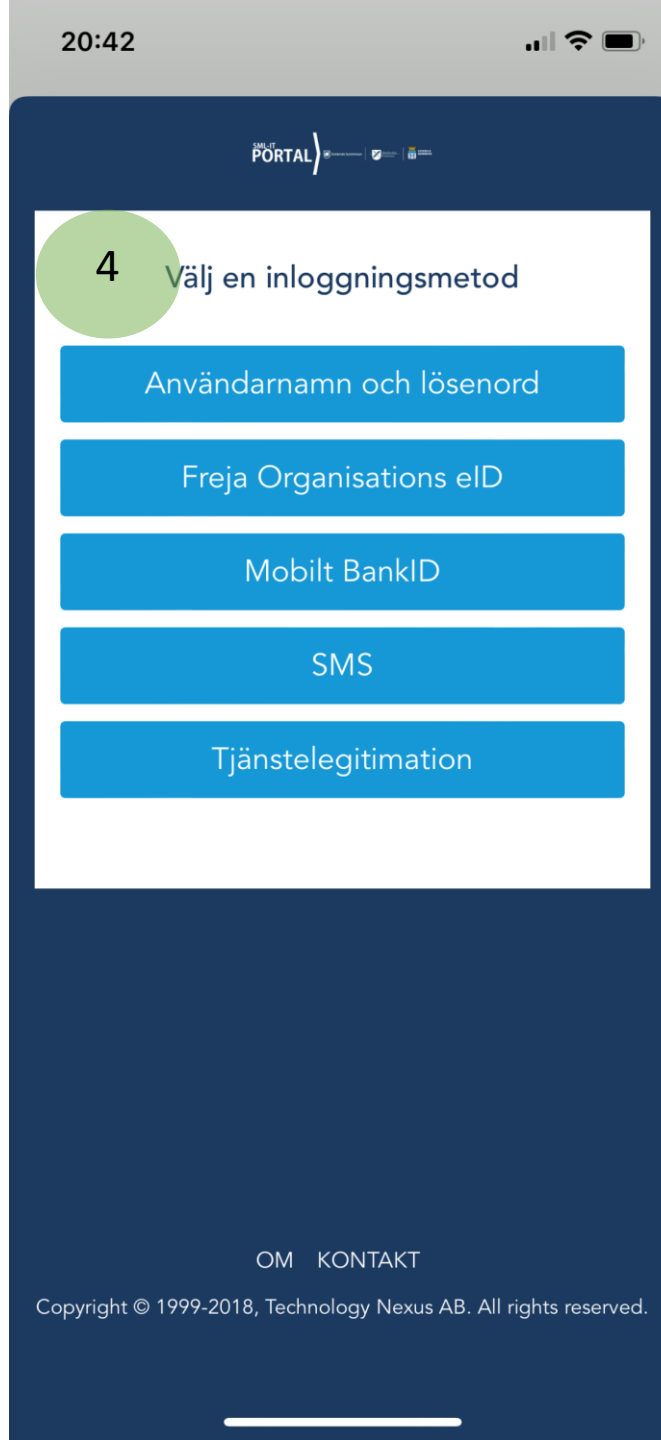 20:42
SML-IT
PORTAL
4
Välj en inloggningsmetod
Användarnamn och lösenord
Freja Organisations eID
Mobilt BankID
SMS
Tjänstelegitimation
OM KONTAKT
Copyright © 1999-2018, Technology Nexus AB. All rights reserved.